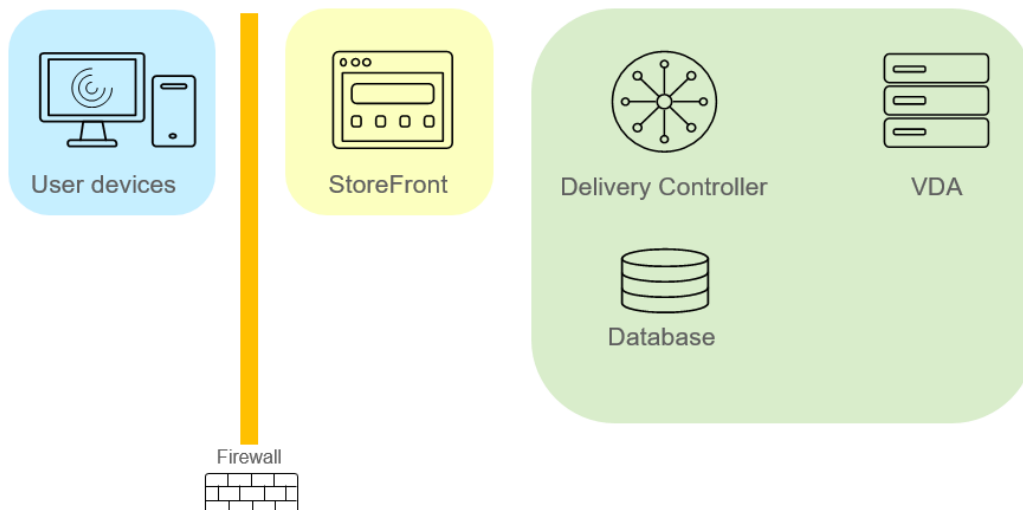 User devices
StoreFront
Delivery Controller
VDA
Database
Firewall